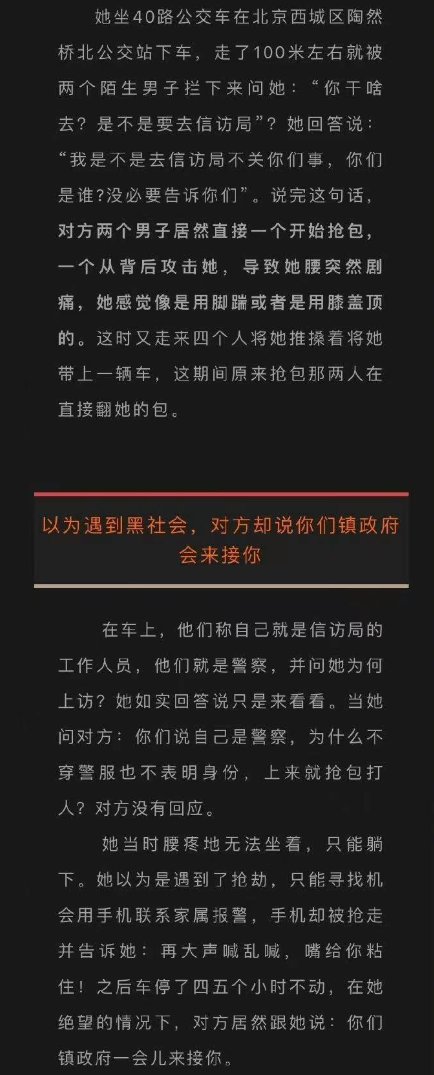 她坐40路公交车在北京西城区陶然
桥北公交站下车，走了100米左右就被
两个陌生男子拦下来问她：“你干啥
去？是不是要去信访局”？她回答说：
“我是不是去信访局不关你们事，你们
是谁?没必要告诉你们”。说完这句话，
对方两个男子居然直接一个开始抢包，
一个从背后攻击她，导致她腰突然剧
痛，她感觉像是用脚踹或者是用膝盖顶
的。这时又走来四个人将她推搡着将她
带上一辆车，这期间原来抢包那两人在
直接翻她的包。
以为遇到黑社会，对方却说你们镇政府
会来接你
在车上，他们称自己就是信访局的
工作人员，他们就是警察，并问她为何
上访？她如实回答说只是来看看。当她
问对方：你们说自己是警察，为什么不
穿警服也不表明身份，上来就抢包打
人？对方没有回应。
她当时腰疼地无法坐着，只能躺
下。她以为是遇到了抢劫，只能寻找机
会用手机联系家属报警，手机却被抢走
并告诉她：再大声喊乱喊，嘴给你粘
住！之后车停了四五个小时不动，在她
绝望的情况下，对方居然跟她说：你们
镇政府一会儿来接你。